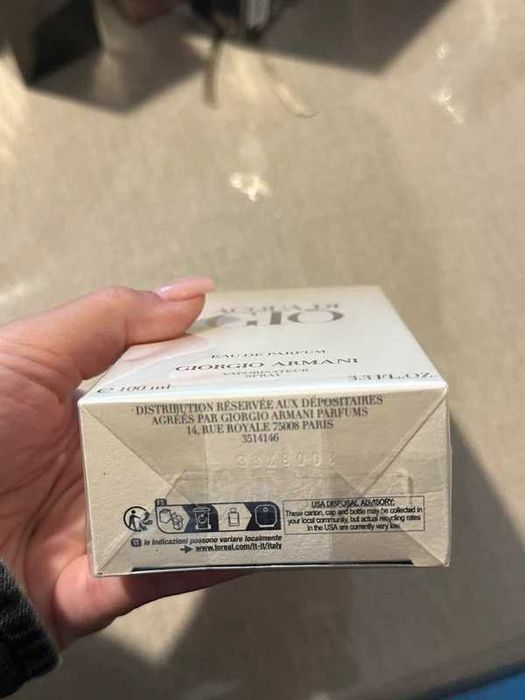 ACQUA DI
GIO
EAU DE PARFUM
GIORGIO ARMANI
VAPORISATEUR
SPRAY
e 100 ml
3.3 FL.OZ.
DISTRIBUTION RÉSERVÉE AUX DÉPOSITAIRES
AGRÉÉS PAR GIORGIO ARMANI PARFUMS
14, RUE ROYALE 75008 PARIS
3514146
FR
USA DISPOSAL ADVISORY:
These carton, cap and bottle may be collected in
your local community, but actual recycling rates
in the USA are currently very low.
IT le indicazioni possono variare localmente
www.loreal.com/it-it/italy